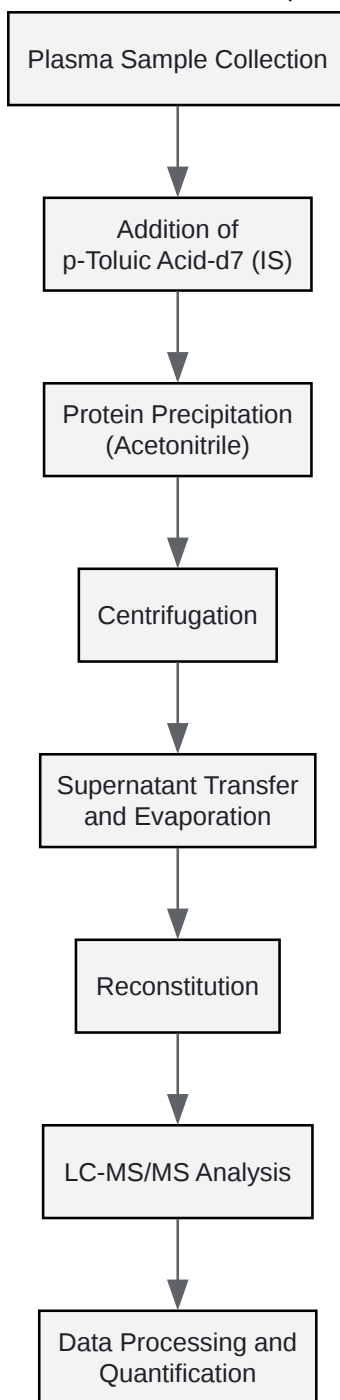 Plasma Sample Collection
Addition of
p-Toluic Acid-d7 (IS)
Protein Precipitation
(Acetonitrile)
Centrifugation
Supernatant Transfer
and Evaporation
Reconstitution
LC-MS/MS Analysis
Data Processing and
Quantification